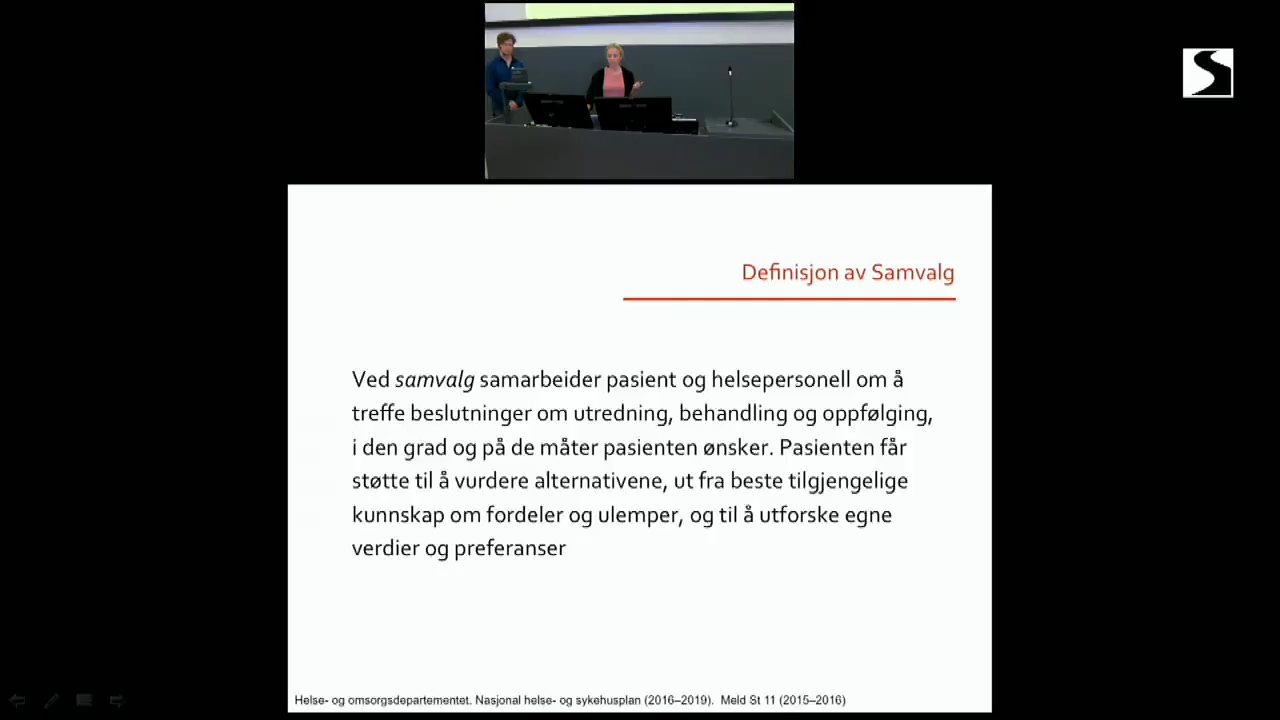 Definisjon av Samvalg
Ved samvalg samarbeider pasient og helsepersonell om å
treffe beslutninger om utredning, behandling og oppfølging,
i den grad og på de måter pasienten ønsker. Pasienten får
støtte til å vurdere alternativene, ut fra beste tilgjengelige
kunnskap om fordeler og ulemper, og til å utforske egne
verdier og preferanser
Helse- og omsorgsdepartementet. Nasjonal helse- og sykehusplan (2016–2019). Meld St 11 (2015–2016)